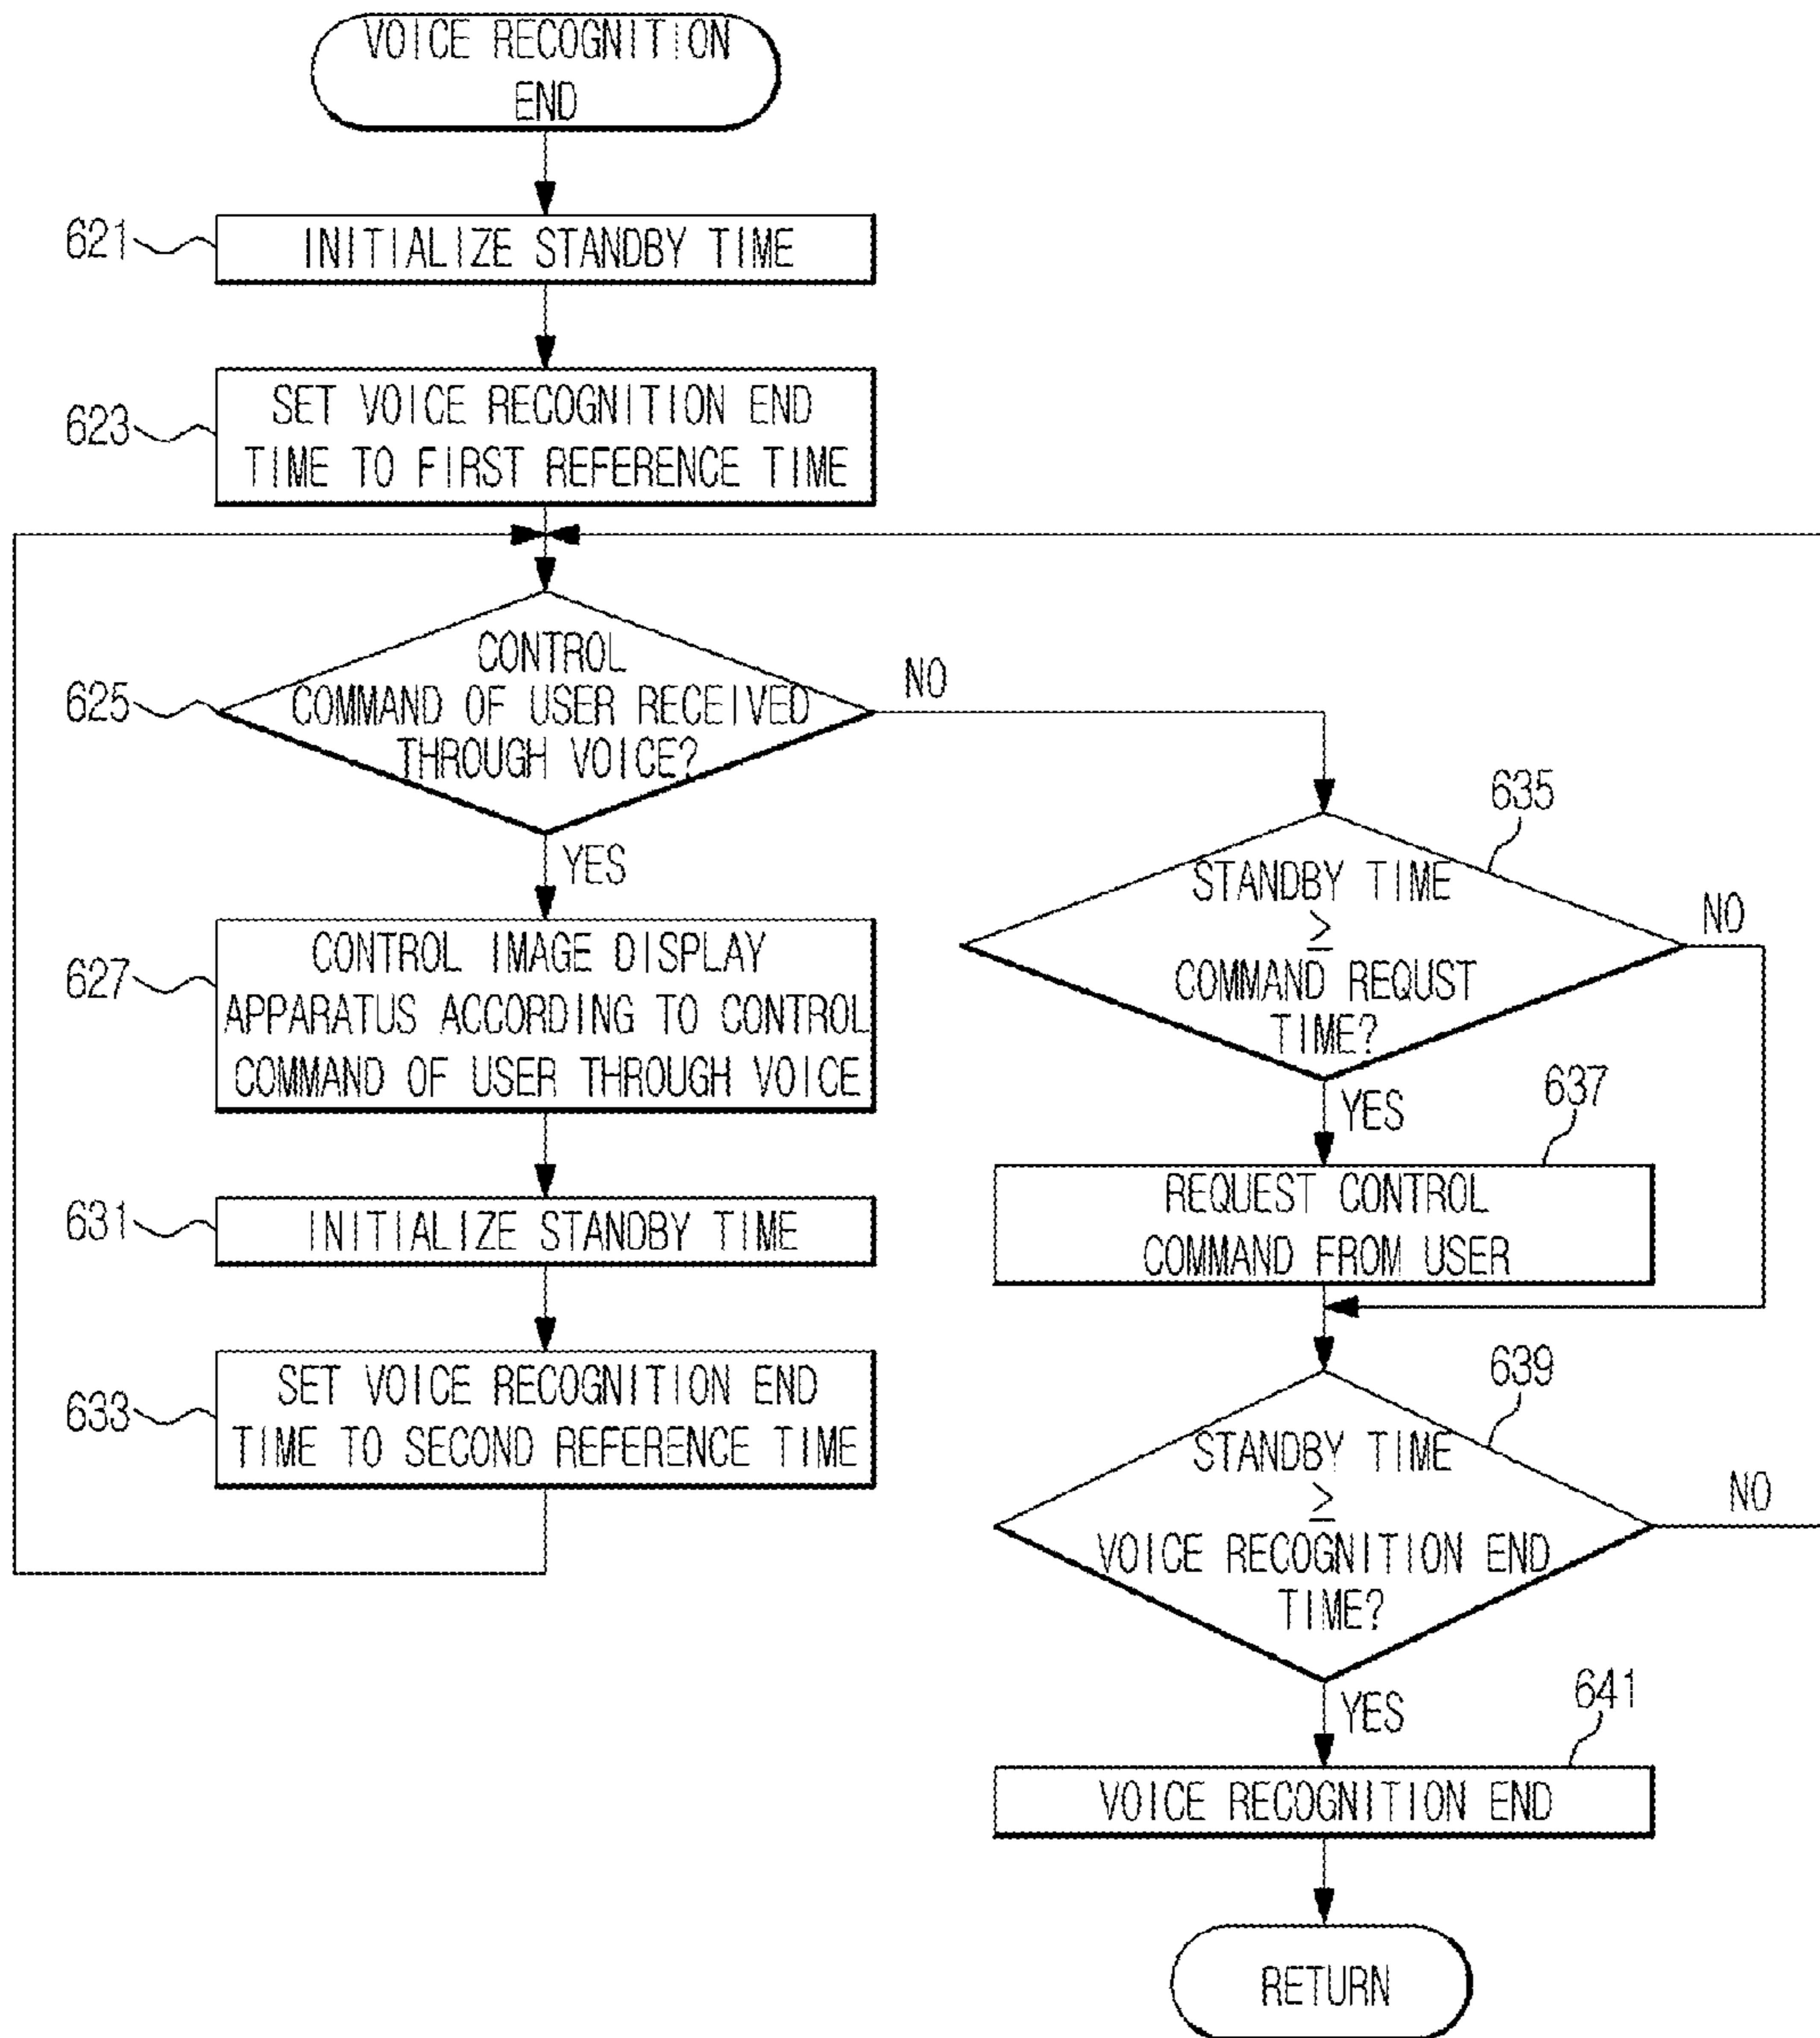 VOICE RECOGNITION
END
621
INITIALIZE STANDBY TIME
623
SET VOICE RECOGNITION END
TIME TO FIRST REFERENCE TIME
625
CONTROL
COMMAND OF USER RECEIVED
THROUGH VOICE?
NO
YES
627
CONTROL IMAGE DISPLAY
APPARATUS ACCORDING TO CONTROL
COMMAND OF USER THROUGH VOICE
631
INITIALIZE STANDBY TIME
633
SET VOICE RECOGNITION END
TIME TO SECOND REFERENCE TIME
635
STANDBY TIME
≥
COMMAND REQUST
TIME?
NO
YES
637
REQUEST CONTROL
COMMAND FROM USER
639
STANDBY TIME
≥
VOICE RECOGNITION END
TIME?
NO
YES
641
VOICE RECOGNITION END
RETURN